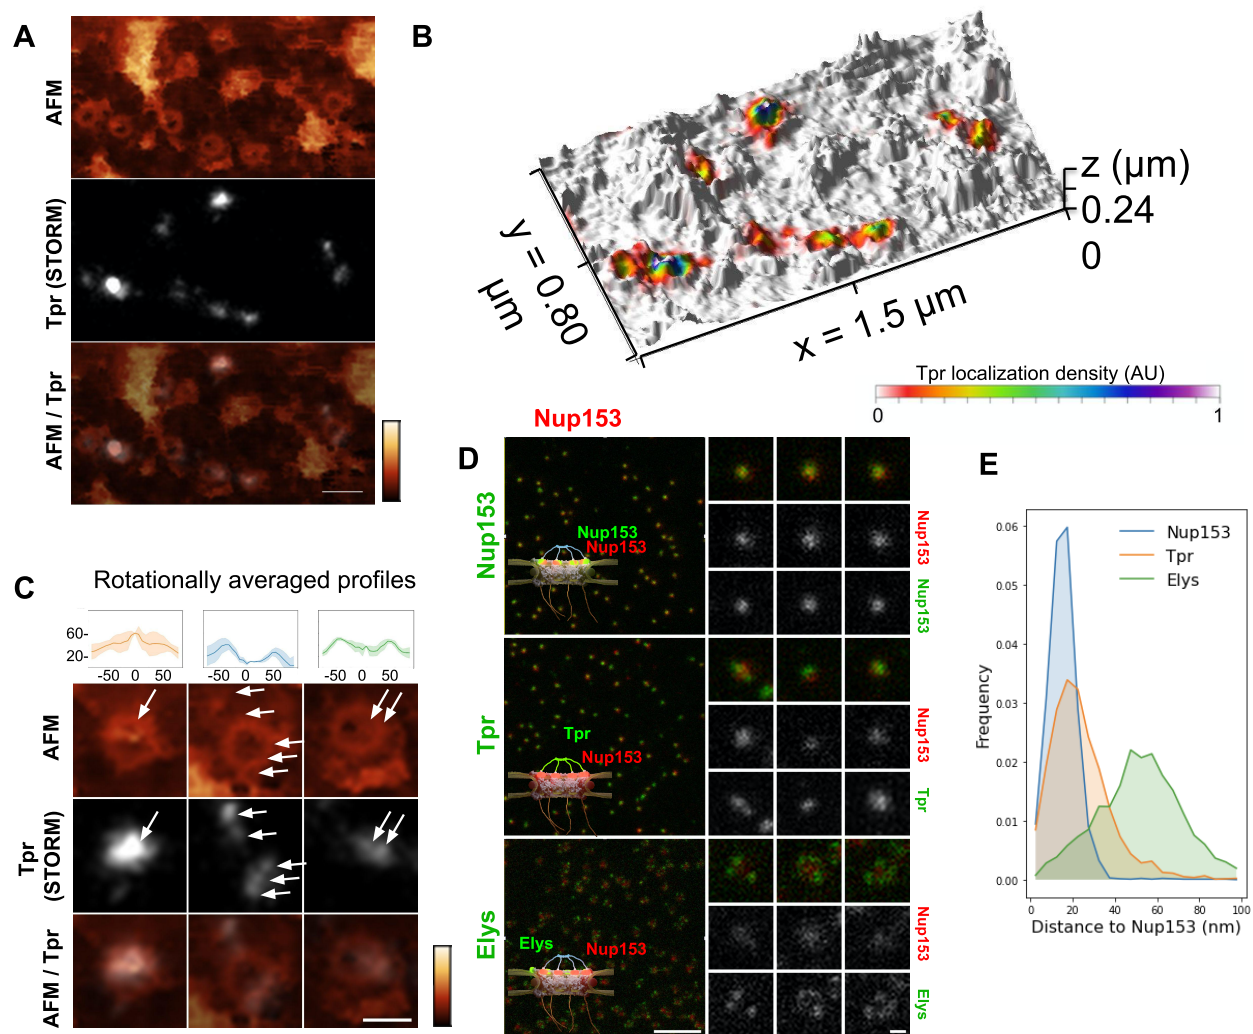 A
AFM
Tpr (STORM)
AFM / Tpr
B
z (µm)
0.24
0
y = 0.80
µm
x = 1.5 µm
Tpr localization density (AU)
0
1
C
Rotationally averaged profiles
60-
20-
-50 0 50
-50 0 50
-50 0 50
AFM
Tpr
(STORM)
AFM / Tpr
D
Nup153
Nup153
Nup153
Nup153
Nup153
Nup153
Tpr
Tpr
Nup153
Nup153
Tpr
Elys
Elys
Nup153
Nup153
Elys
E
Nup153
Tpr
Elys
Frequency
0.06
0.05
0.04
0.03
0.02
0.01
0.00
0 20 40 60 80 100
Distance to Nup153 (nm)